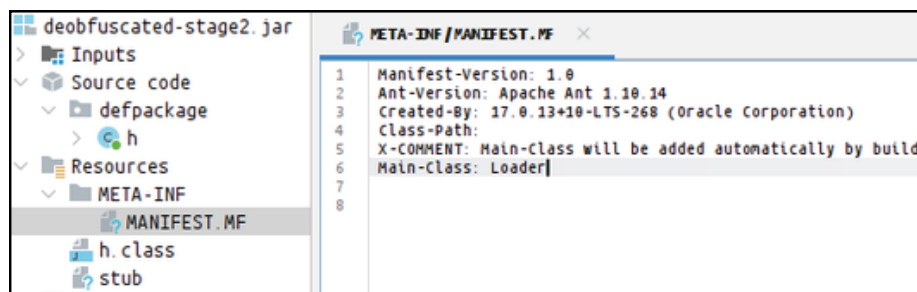 deobfuscated-stage2.jar
Inputs
Source code
defpackage
h
Resources
META-INF
MANIFEST.MF
h.class
stub
META-INF/MANIFEST.MF
1 Manifest-Version: 1.0
2 Ant-Version: Apache Ant 1.10.14
3 Created-By: 17.0.13+10-LTS-268 (Oracle Corporation)
4 Class-Path:
5 X-COMMENT: Main-Class will be added automatically by build
6 Main-Class: Loader
7
8